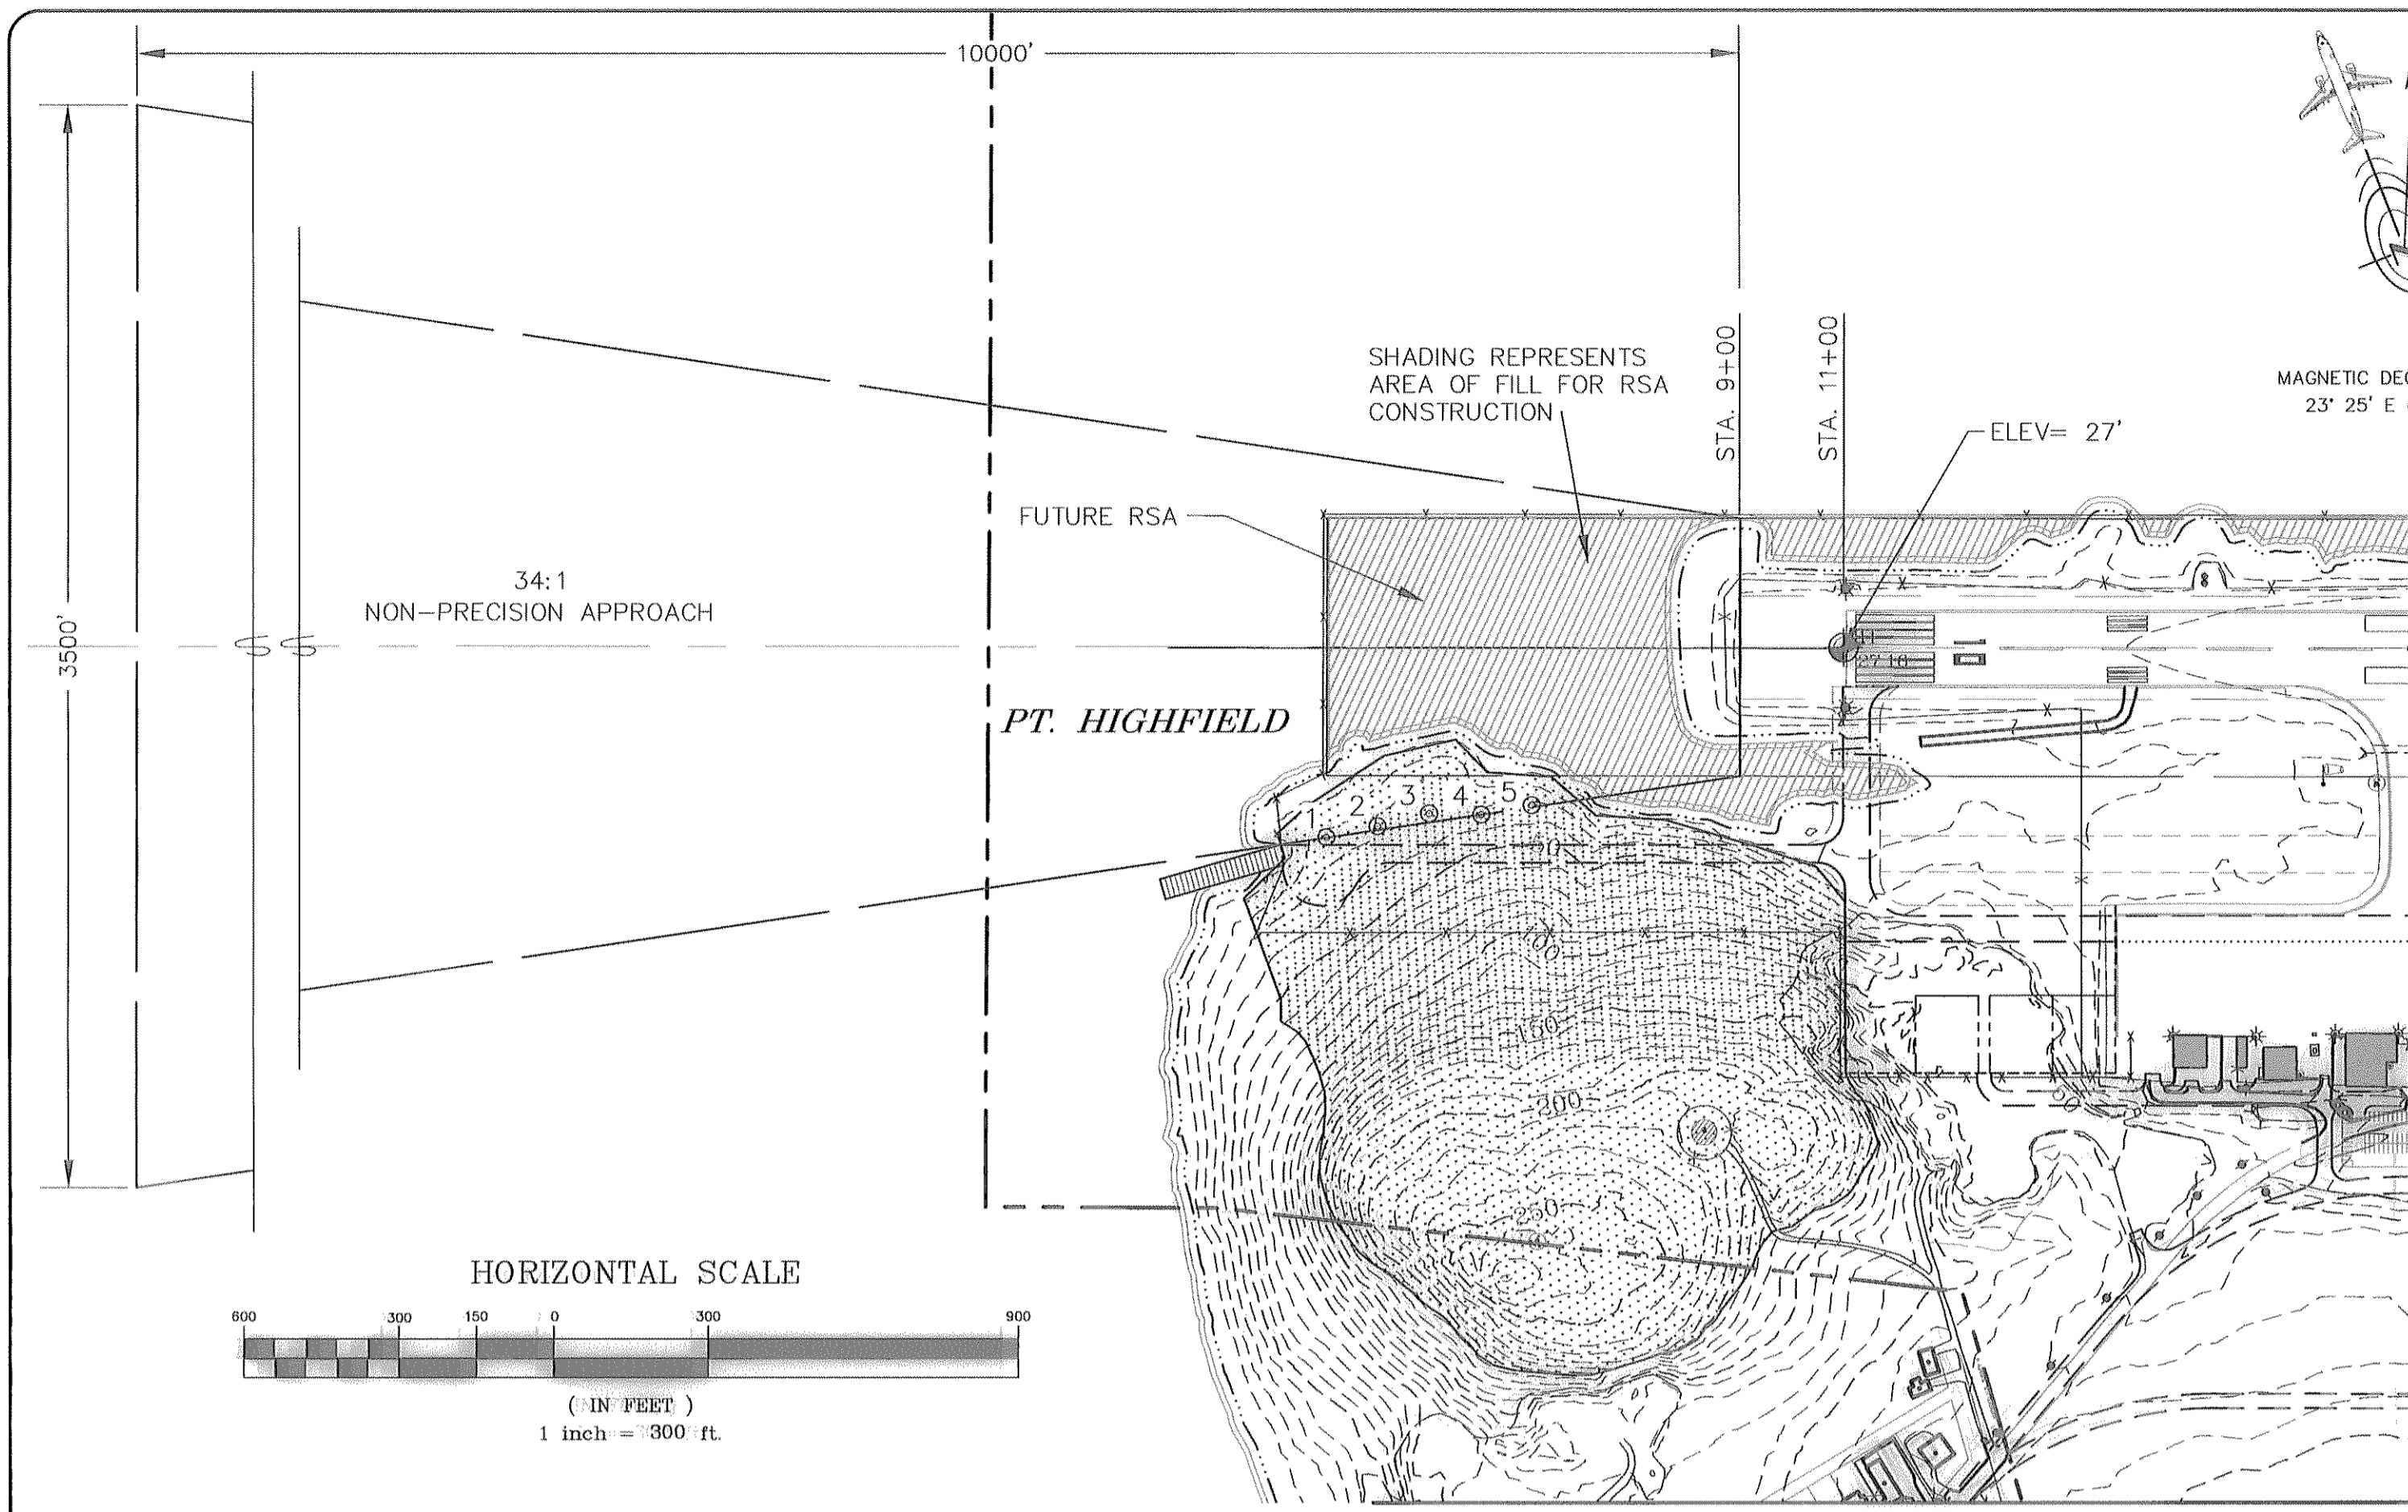 10000'
3500'
34:1
NON-PRECISION APPROACH
SHADING REPRESENTS
AREA OF FILL FOR RSA
CONSTRUCTION
STA. 9+00
STA. 11+00
ELEV= 27'
MAGNETIC DEC
23° 25' E
FUTURE RSA
PT. HIGHFIELD
1
2
3
4
5
50
100
150
200
250
50
HORIZONTAL SCALE
600
300
150
0
300
900
( IN FEET )
1 inch = 300 ft.